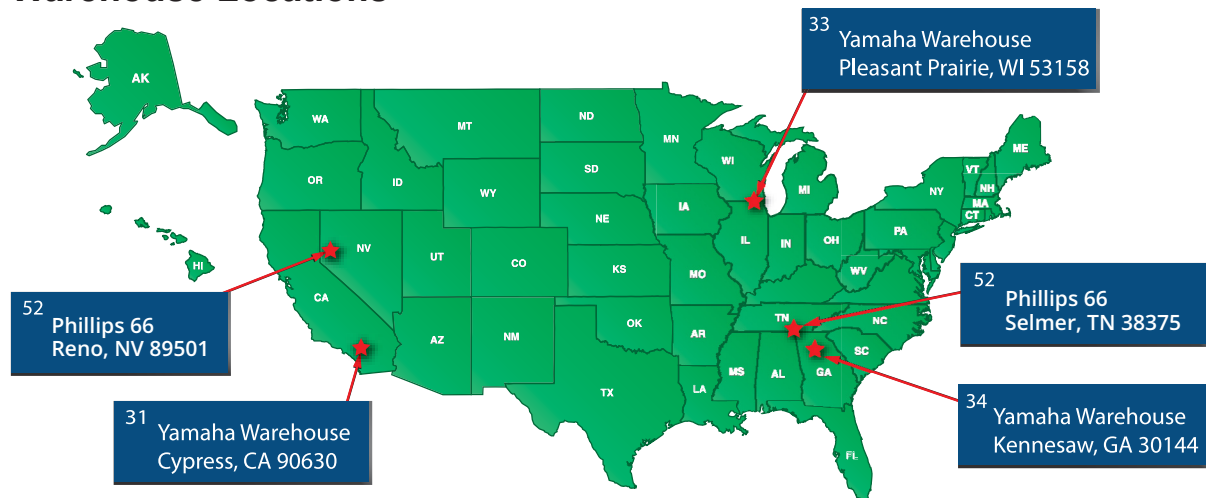 33
Yamaha Warehouse
Pleasant Prairie, WI 53158
AK
WA
MT
ND
MN
WI
MI
VT
ME
NH
NY
MA
CT
OR
ID
SD
WY
IA
NE
PA
IL
IN
OH
NV
UT
CO
KS
MO
WV
HI
CA
52
Phillips 66
Reno, NV 89501
52
Phillips 66
Selmer, TN 38375
TN
NC
OK
AR
AZ
NM
SC
MS
AL
GA
TX
LA
FL
31
Yamaha Warehouse
Cypress, CA 90630
34
Yamaha Warehouse
Kennesaw, GA 30144